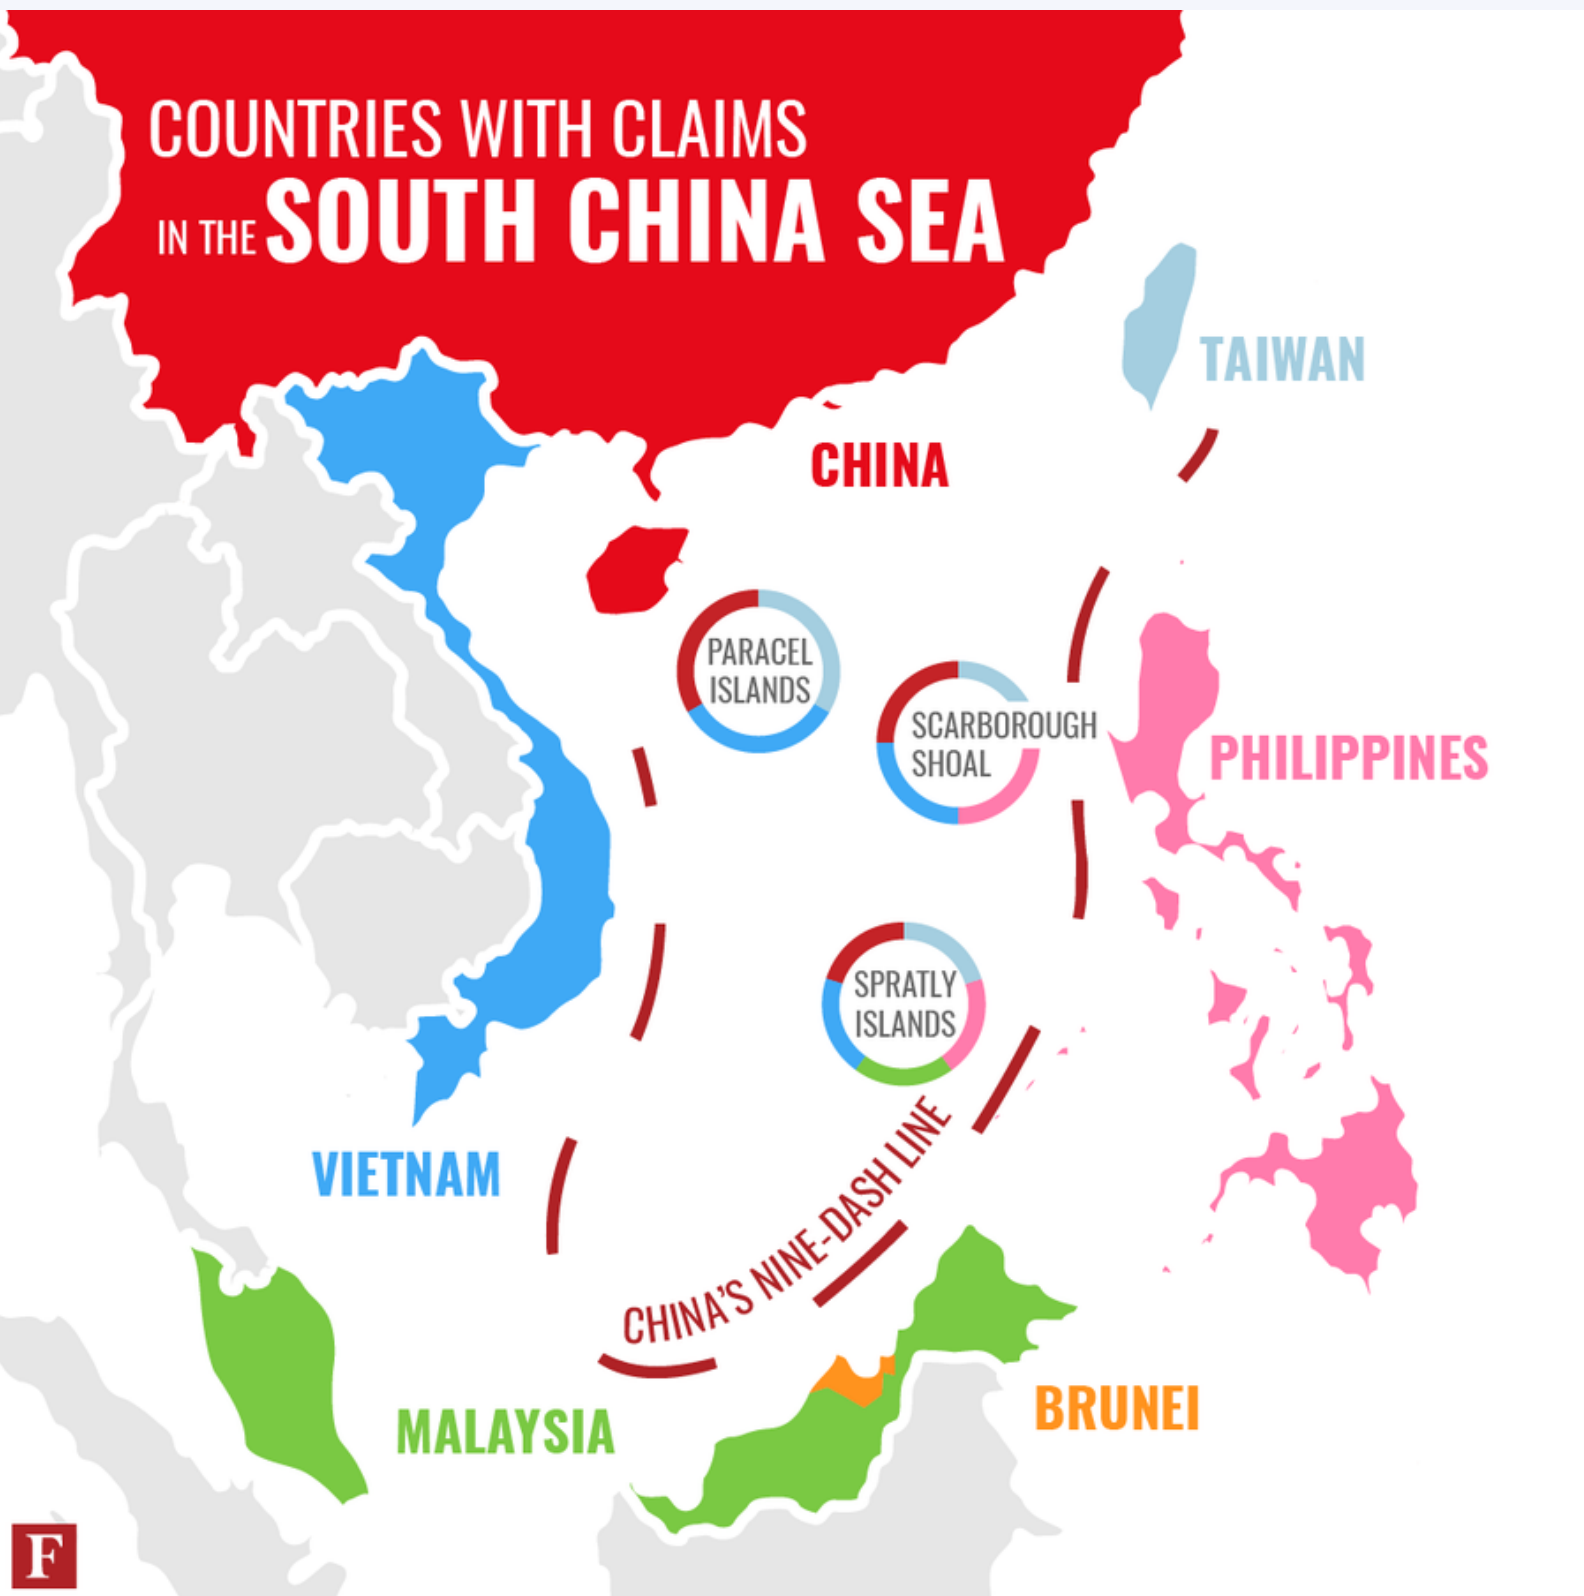 COUNTRIES WITH CLAIMS
IN THE SOUTH CHINA SEA
TAIWAN
CHINA
PARACEL
ISLANDS
SCARBOROUGH
SHOAL
PHILIPPINES
SPRATLY
ISLANDS
VIETNAM
CHINA'S NINE-DASH LINE
MALAYSIA
BRUNEI
F